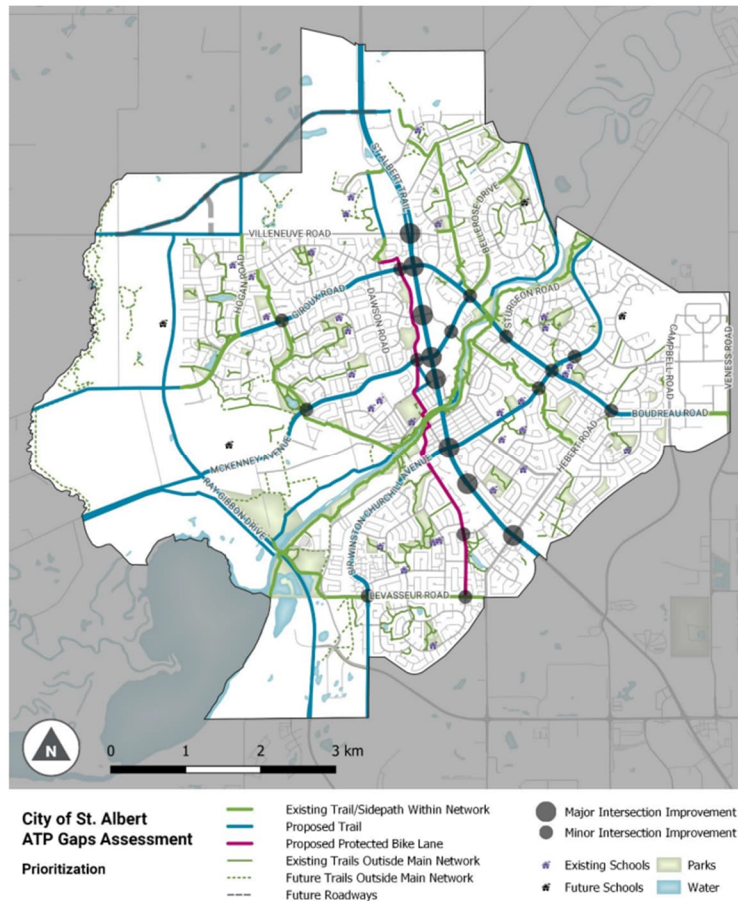 ST ALBERT TRAIL
BELLEROSE DRIVE
VILLENEUVE ROAD
HOGAN ROAD
GIROUX ROAD
DAWSON ROAD
STURGEON ROAD
CAMPBELL ROAD
VENESS ROAD
BOUDREAU ROAD
HEBERT ROAD
MCKENNEY AVENUE
RAY GIBBON DRIVE
SIR WINSTON CHURCHILL AVENUE
LEVASSEUR ROAD
N
0 1 2 3 km
City of St. Albert
ATP Gaps Assessment
Prioritization
Existing Trail/Sidepath Within Network
Proposed Trail
Proposed Protected Bike Lane
Existing Trails Outisde Main Network
Future Trails Outside Main Network
Future Roadways
Major Intersection Improvement
Minor Intersection Improvement
Existing Schools Parks
Future Schools Water